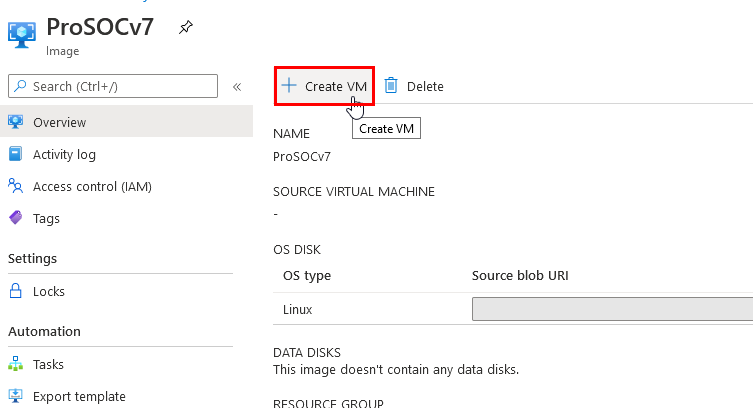 ProSOCv7
Image
Search (Ctrl+/)
«
Overview
Activity log
Access control (IAM)
Tags
Settings
Locks
Automation
Tasks
Export template
+ Create VM
Delete
Create VM
NAME
ProSOCv7
SOURCE VIRTUAL MACHINE
-
OS DISK
OS type Source blob URI
Linux
DATA DISKS
This image doesn't contain any data disks.
RESOURCE GROUP